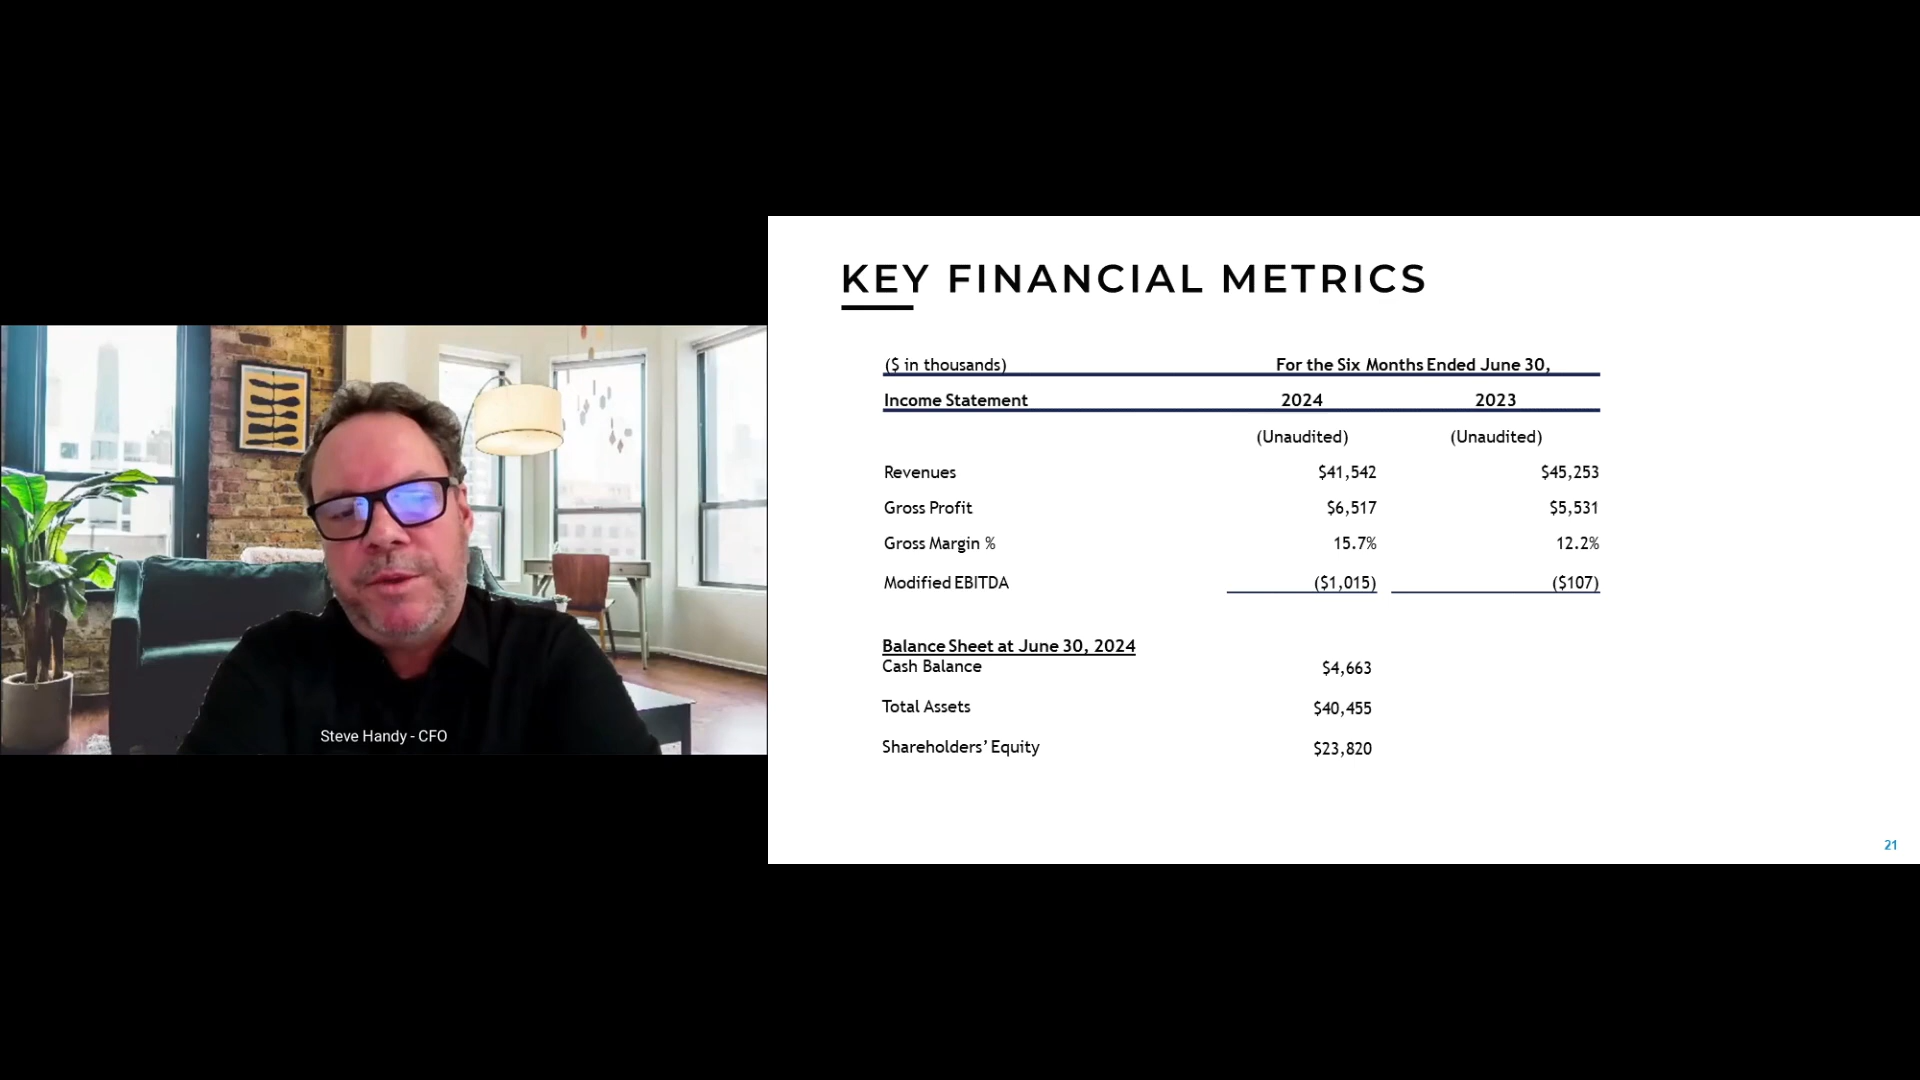 KEY FINANCIAL METRICS
($ in thousands) For the Six Months Ended June 30,
Income Statement 2024 2023
(Unaudited) (Unaudited)
Revenues $41,542 $45,253
Gross Profit $6,517 $5,531
Gross Margin % 15.7% 12.2%
Modified EBITDA ($1,015) ($107)
Balance Sheet at June 30, 2024
Cash Balance $4,663
Total Assets $40,455
Shareholders’ Equity $23,820
21
Steve Handy - CFO